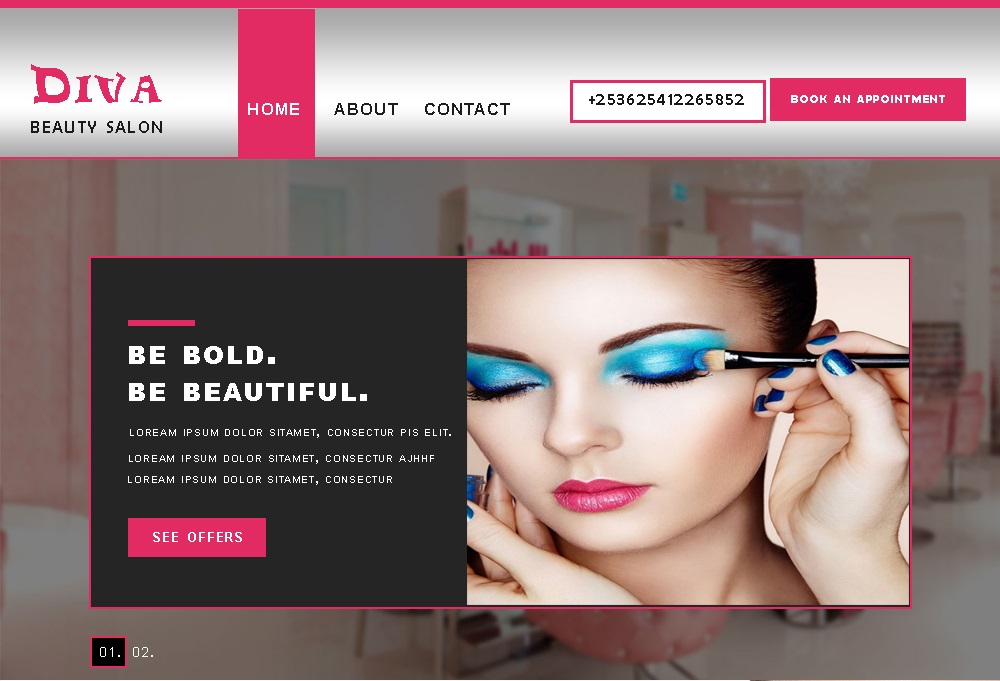 DIVA
BEAUTY SALON
HOME ABOUT CONTACT
+253625412265852
BOOK AN APPOINTMENT
BE BOLD.
BE BEAUTIFUL.
LOREAM IPSUM DOLOR SITAMET, CONSECTUR PIS ELIT.
LOREAM IPSUM DOLOR SITAMET, CONSECTUR AJHHF
LOREAM IPSUM DOLOR SITAMET, CONSECTUR
SEE OFFERS
01. 02.